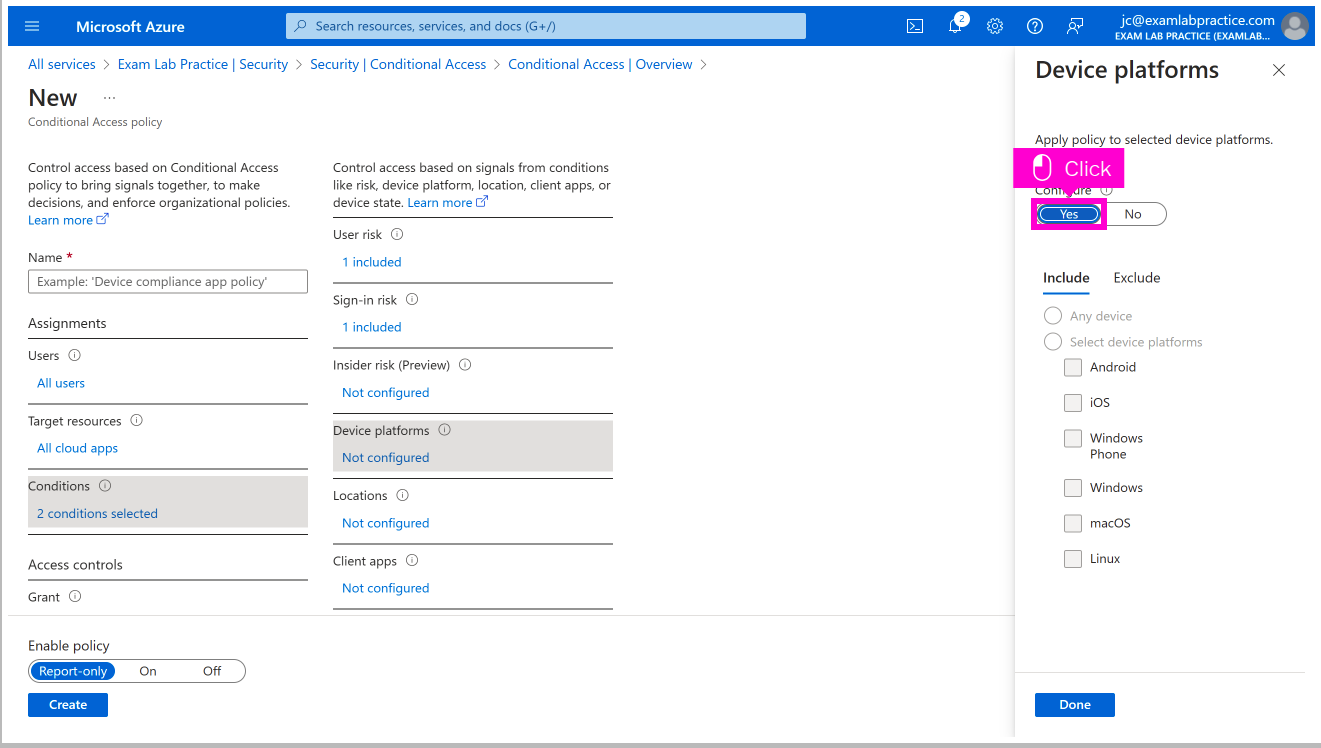 Microsoft Azure
Search resources, services, and docs (G+/)
2
jc@examlabpractice.com
EXAM LAB PRACTICE (EXAMLAB...
All services > Exam Lab Practice | Security > Security | Conditional Access > Conditional Access | Overview >
New ...
Conditional Access policy
Control access based on Conditional Access
policy to bring signals together, to make
decisions, and enforce organizational policies.
Learn more
Name *
Example: 'Device compliance app policy'
Assignments
Users
All users
Target resources
All cloud apps
Conditions
2 conditions selected
Access controls
Grant
Control access based on signals from conditions
like risk, device platform, location, client apps, or
device state. Learn more
User risk
1 included
Sign-in risk
1 included
Insider risk (Preview)
Not configured
Device platforms
Not configured
Locations
Not configured
Client apps
Not configured
Enable policy
Report-only On Off
Create
Device platforms
Apply policy to selected device platforms.
Click
Configure
Yes No
Include Exclude
Any device
Select device platforms
Android
iOS
Windows
Phone
Windows
macOS
Linux
Done